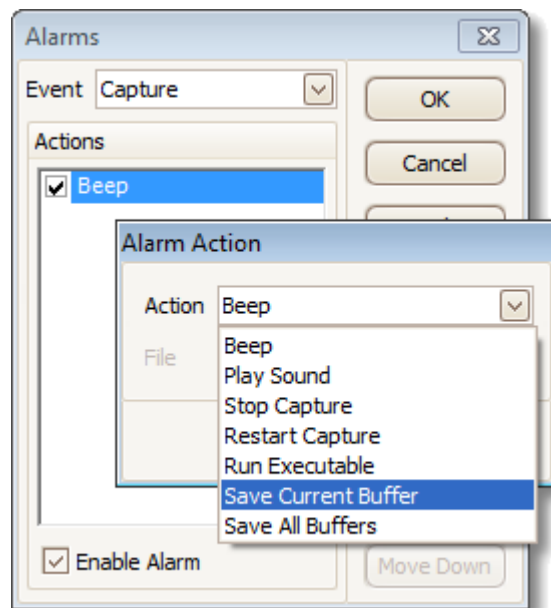 Alarms
Event Capture
OK
Actions
Cancel
Beep
Alarm Action
Action Beep
File
Beep
Play Sound
Stop Capture
Restart Capture
Run Executable
Save Current Buffer
Save All Buffers
Enable Alarm
Move Down